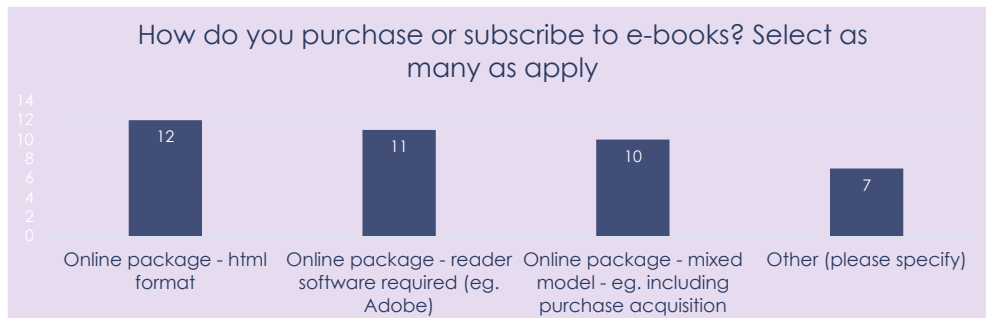 How do you purchase or subscribe to e-books? Select as
many as apply
14
12
10
8
6
4
2
0
12
11
10
7
Online package - html
format
Online package - reader
software required (eg.
Adobe)
Online package - mixed
model - eg. including
purchase acquisition
Other (please specify)